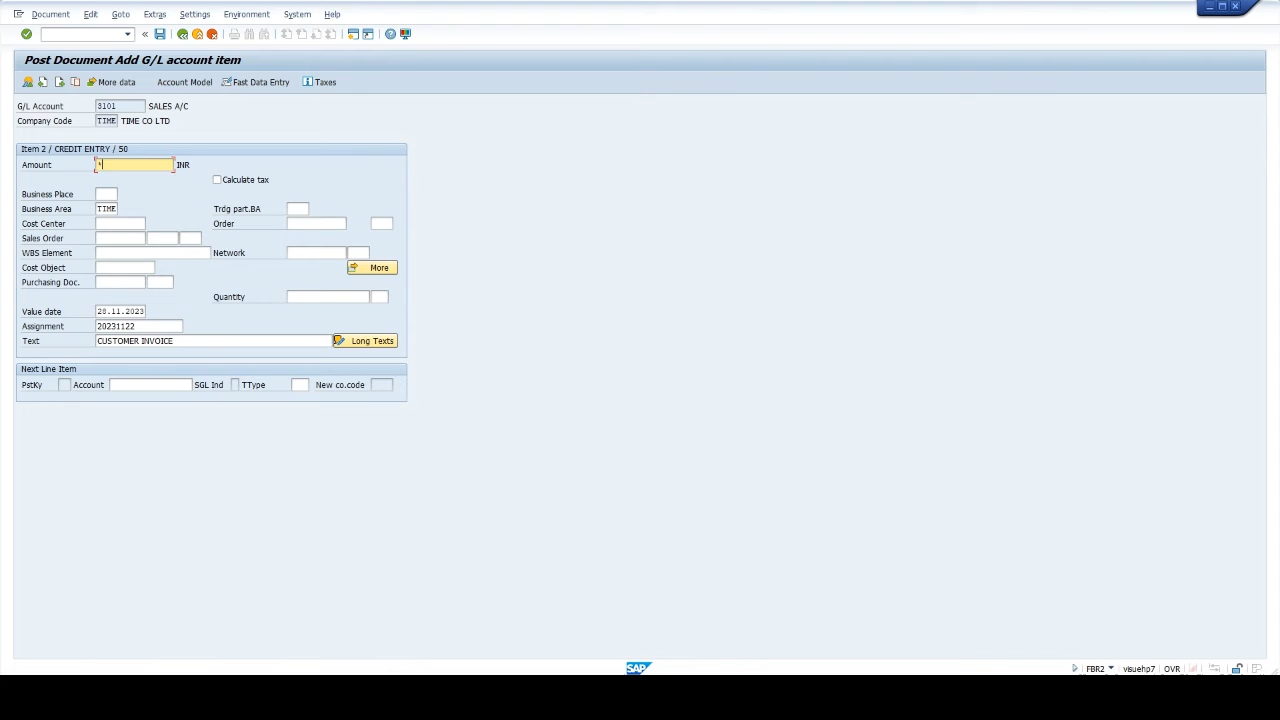 Document Edit Goto Extras Settings Environment System Help
Post Document Add G/L account item
More data Account Model Fast Data Entry Taxes
G/L Account 3101 SALES A/C
Company Code TIME TIME CO LTD
Item 2 / CREDIT ENTRY / 50
Amount * INR
Calculate tax
Business Place
Business Area TIME Trdg part.BA
Cost Center Order
Sales Order
WBS Element Network
Cost Object More
Purchasing Doc.
Quantity
Value date 28.11.2023
Assignment 20231122
Text CUSTOMER INVOICE Long Texts
Next Line Item
PstKy Account SGL Ind TType New co.code
SAP
FBR2 visuehp7 OVR